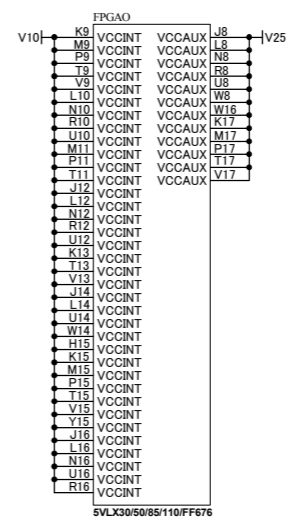 FPGAO
V10 K9 VCCINT VCCAUX J8 V25
M9 VCCINT VCCAUX L8
P9 VCCINT VCCAUX N8
T9 VCCINT VCCAUX R8
V9 VCCINT VCCAUX U8
L10 VCCINT VCCAUX W8
N10 VCCINT VCCAUX W16
R10 VCCINT VCCAUX K17
U10 VCCINT VCCAUX M17
M11 VCCINT VCCAUX P17
P11 VCCINT VCCAUX T17
T11 VCCINT VCCAUX V17
J12 VCCINT
L12 VCCINT
N12 VCCINT
R12 VCCINT
U12 VCCINT
K13 VCCINT
T13 VCCINT
V13 VCCINT
J14 VCCINT
L14 VCCINT
U14 VCCINT
W14 VCCINT
H15 VCCINT
K15 VCCINT
M15 VCCINT
P15 VCCINT
T15 VCCINT
V15 VCCINT
Y15 VCCINT
J16 VCCINT
L16 VCCINT
N16 VCCINT
U16 VCCINT
R16 VCCINT
5VLX30/50/85/110/FF676